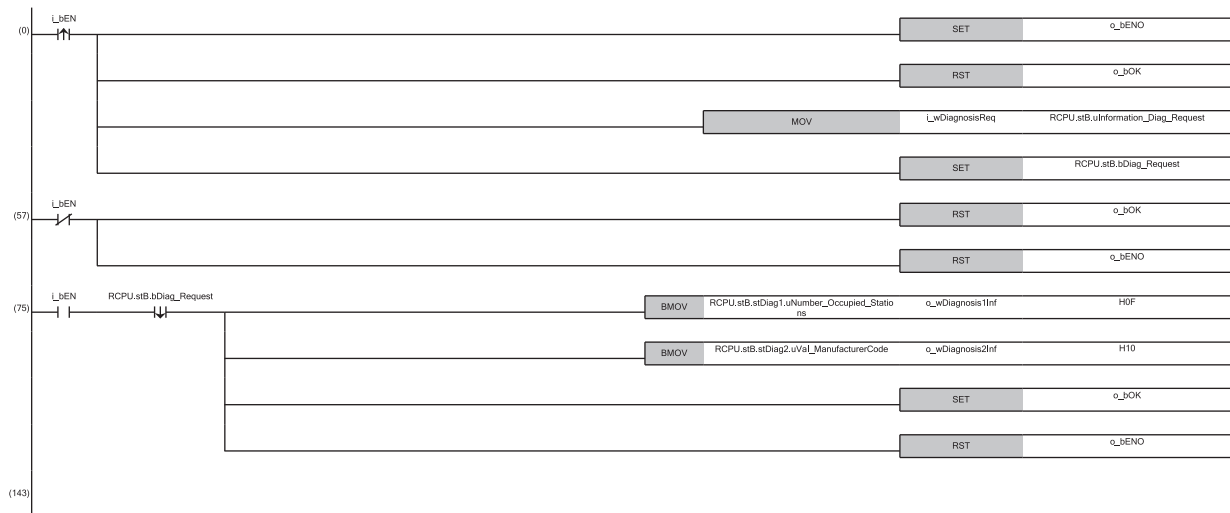 i_bEN
(0)
SET o_bENO
RST o_bOK
MOV i_wDiagnosisReq RCPU.stB.uInformation_Diag_Request
SET RCPU.stB.bDiag_Request
i_bEN
(57)
RST o_bOK
RST o_bENO
i_bEN RCPU.stB.bDiag_Request
(75)
BMOV RCPU.stB.stDiag1.uNumber_Occupied_Statio
ns o_wDiagnosis1Inf H0F
BMOV RCPU.stB.stDiag2.uVal_ManufacturerCode o_wDiagnosis2Inf H10
SET o_bOK
RST o_bENO
(143)